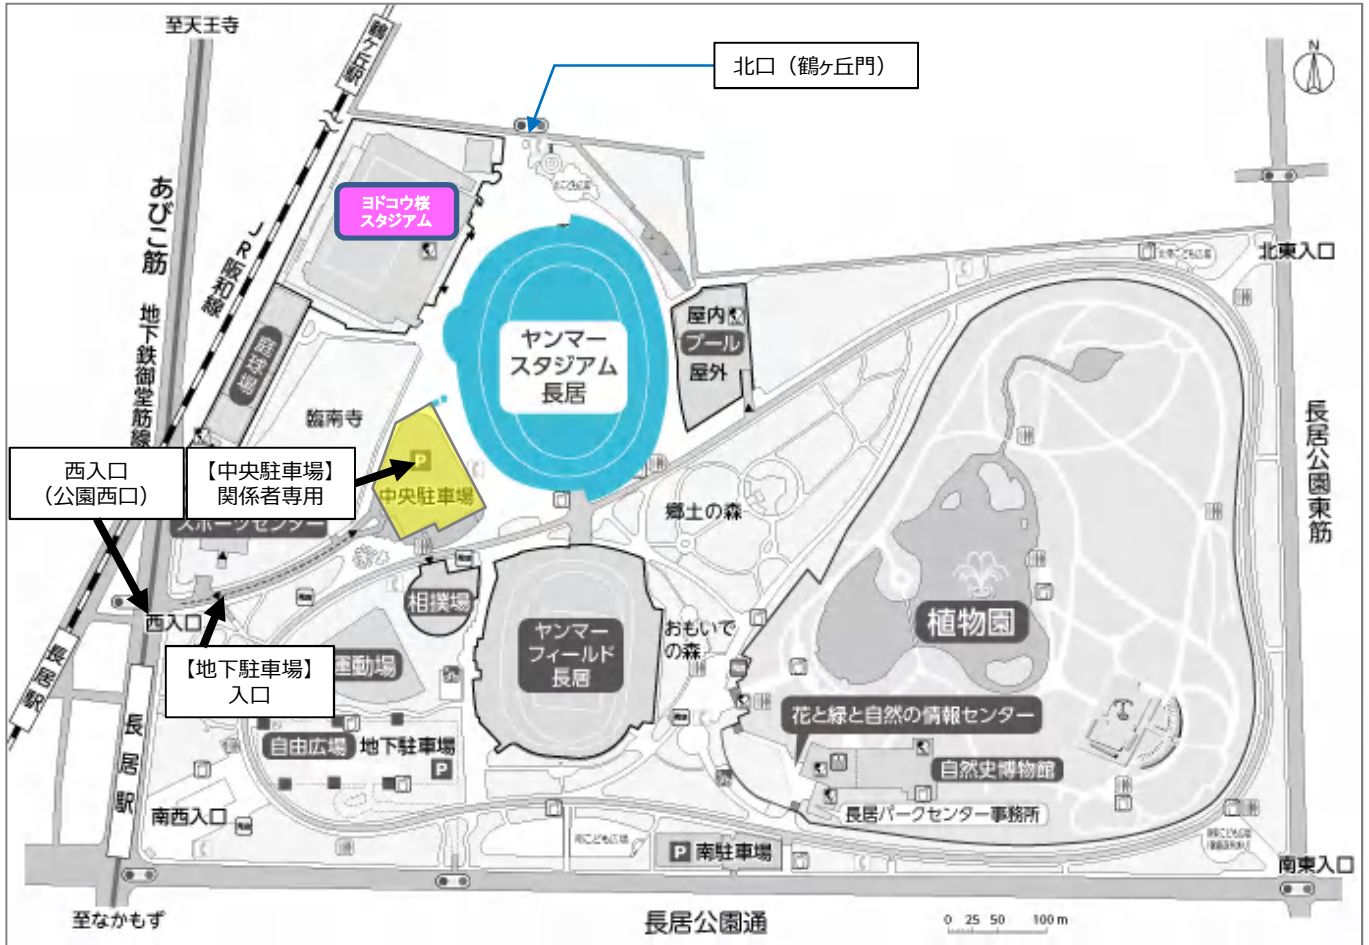 至天王寺
鶴ケ丘駅
北口（鶴ヶ丘門）
N
あびこ筋
地下鉄御堂筋線
JR阪和線
ヨドコウ桜
スタジアム
北東入口
ヤンマー
スタジアム
長居
屋内
プール
屋外
庭球場
臨南寺
長居公園東筋
西入口
（公園西口）
【中央駐車場】
関係者専用
P
中央駐車場
スポーツセンター
郷土の森
相撲場
植物園
西入口
ヤンマー
フィールド
長居
おもいで
の森
【地下駐車場】
入口
運動場
長居駅
長居駅
花と緑と自然の情報センター
自由広場
地下駐車場
P
自然史博物館
長居パークセンター事務所
南西入口
P 南駐車場
南東入口
至なかもず
長居公園通
0 25 50 100 m